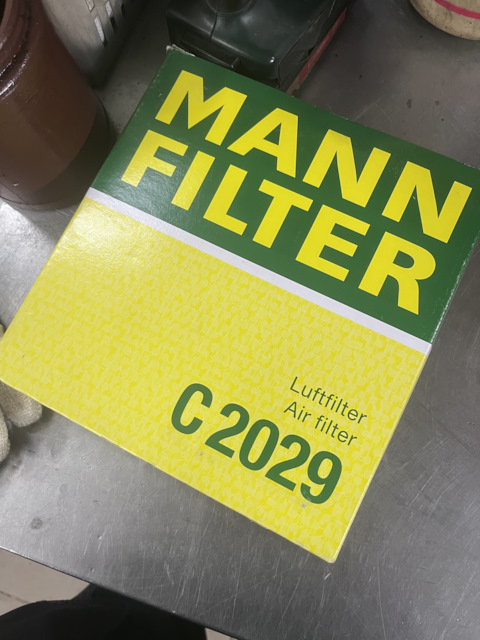 MANN
FILTER
Luftfilter
Air filter
C 2029